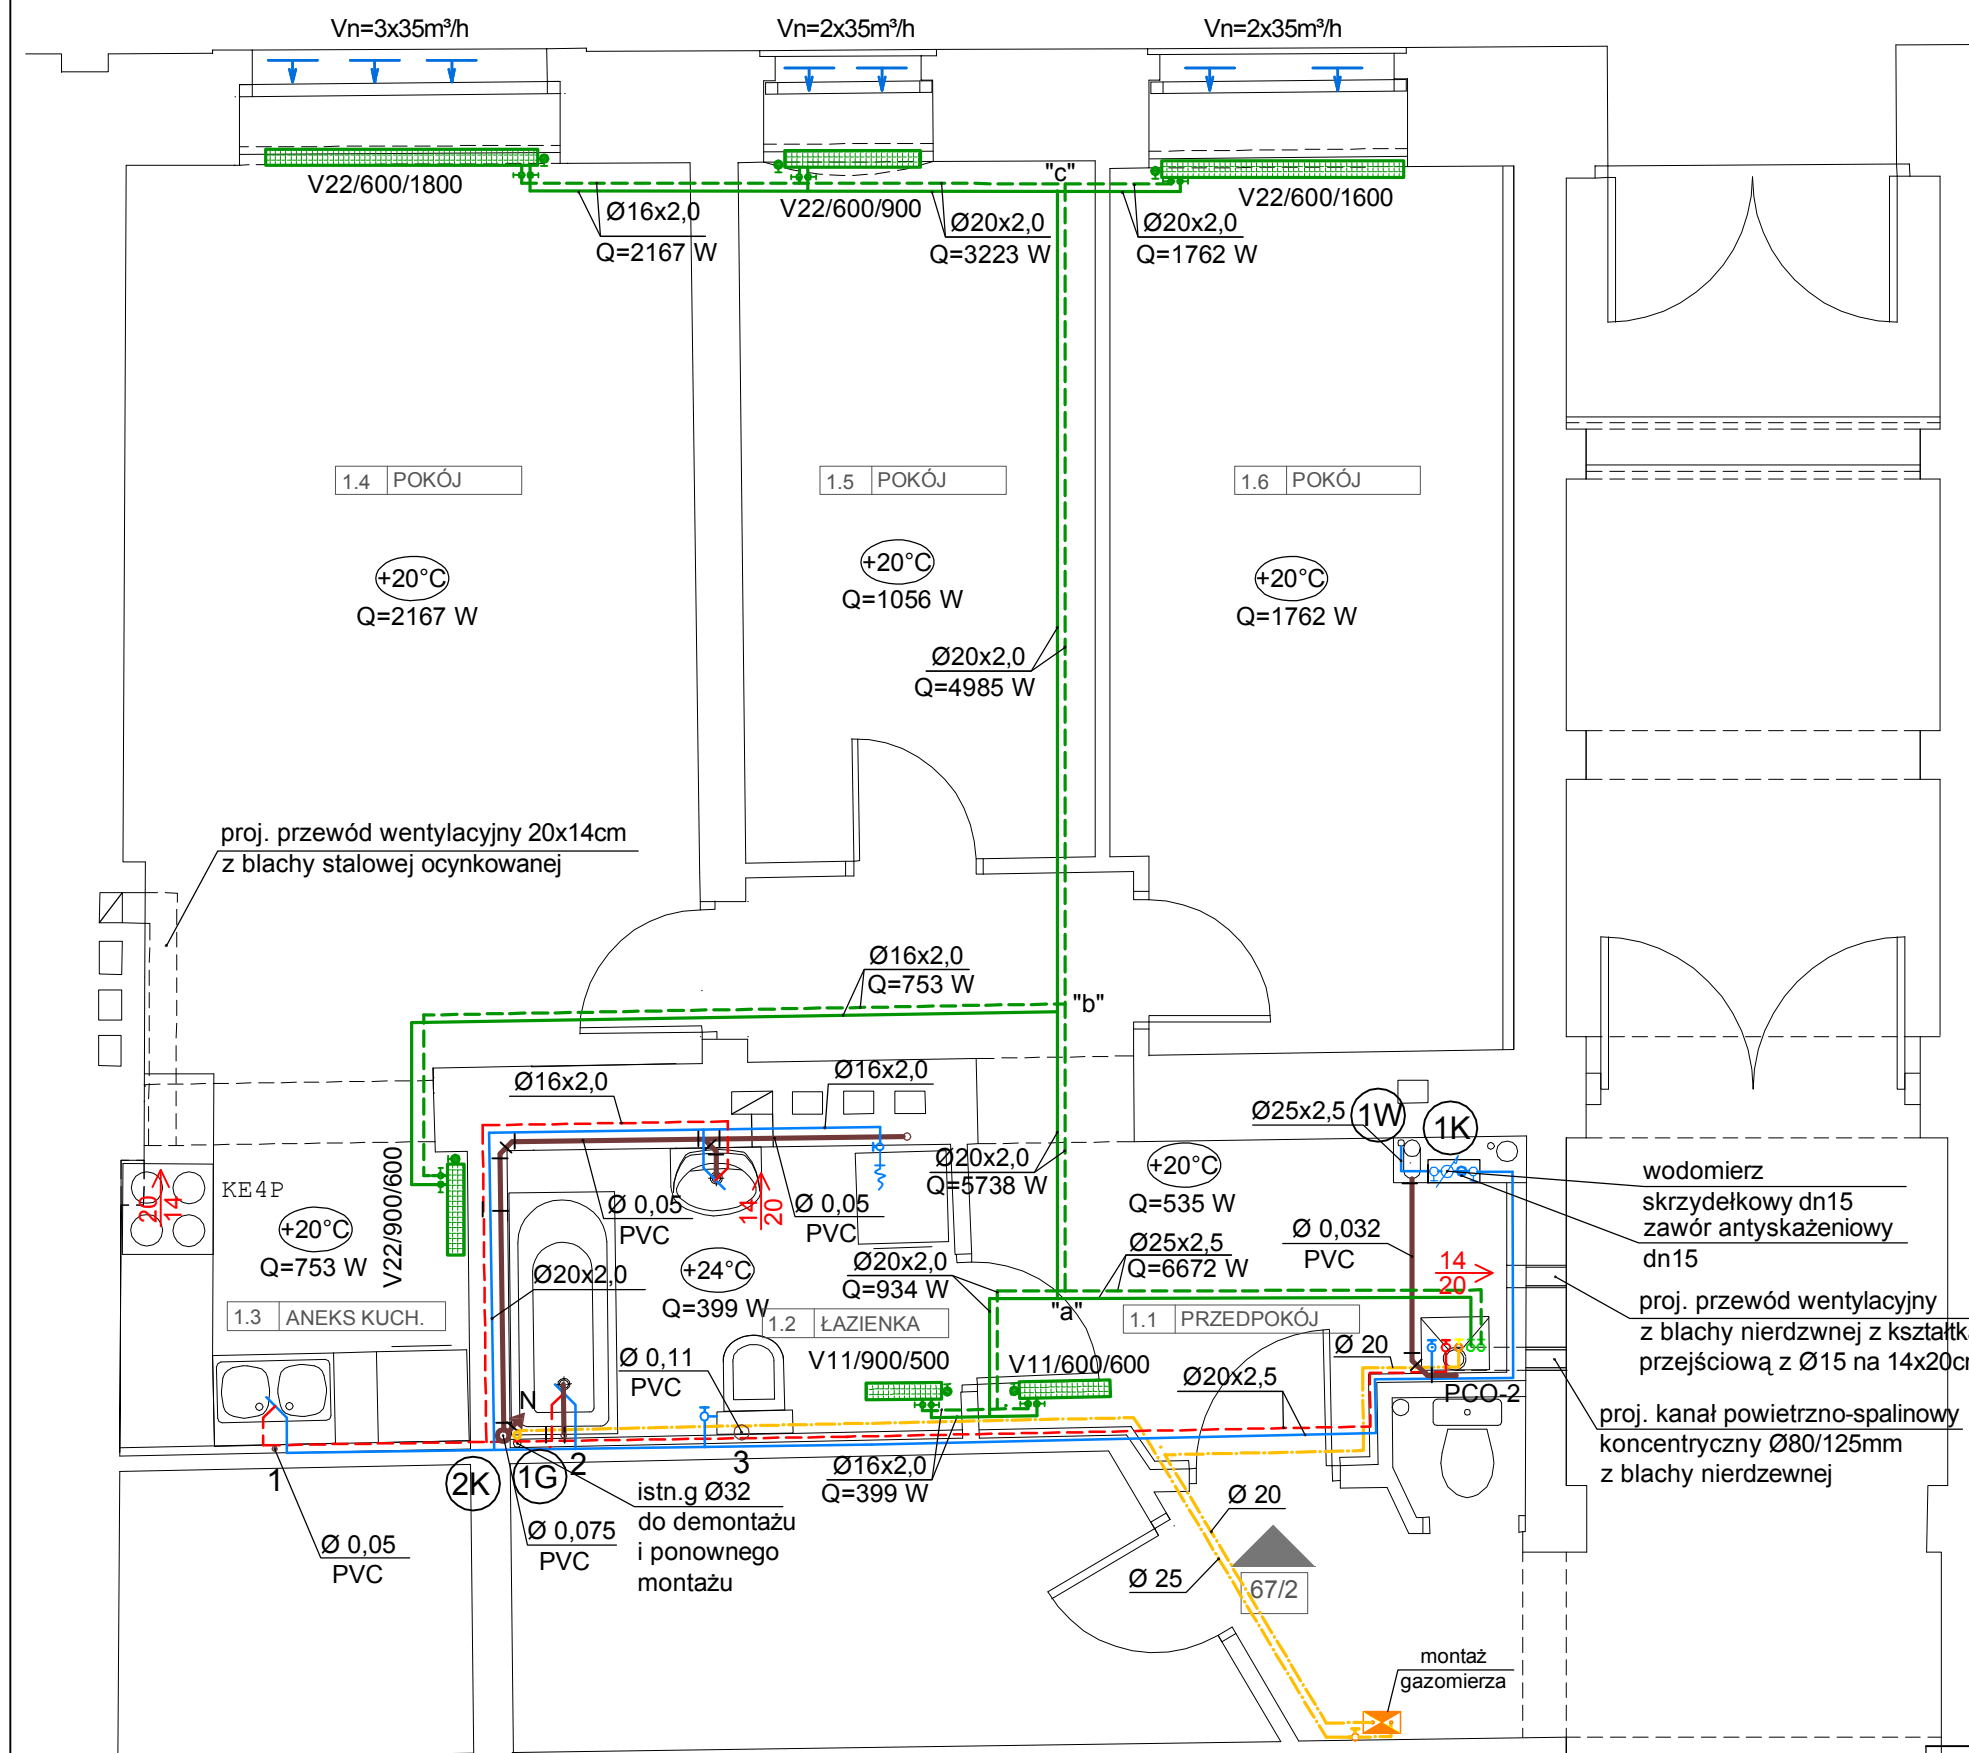 Vn=3x35m³/h
Vn=2x35m³/h
Vn=2x35m³/h
V22/600/1800
V22/600/900
"c"
V22/600/1600
Ø16x2,0
Q=2167 W
Ø20x2,0
Q=3223 W
Ø20x2,0
Q=1762 W
1.4 POKÓJ
1.5 POKÓJ
1.6 POKÓJ
+20°C
Q=2167 W
+20°C
Q=1056 W
+20°C
Q=1762 W
Ø20x2,0
Q=4985 W
proj. przewód wentylacyjny 20x14cm
z blachy stalowej ocynkowanej
Ø16x2,0
Q=753 W
"b"
Ø16x2,0
Ø16x2,0
Ø25x2,5
1W
1K
V22/900/600
KE4P
20
14
+20°C
Q=753 W
1.3 ANEKS KUCH.
Ø 0,05
PVC
14
20
Ø 0,05
PVC
Ø20x2,0
Q=5738 W
+20°C
Q=535 W
Ø25x2,5
Q=6672 W
Ø 0,032
PVC
14
20
wodomierz
skrzydełkowy dn15
zawór antyskażeniowy
dn15
Ø20x2,0
+24°C
Q=399 W
Ø20x2,0
Q=934 W
"a"
1.2 ŁAZIENKA
1.1 PRZEDPOKÓJ
proj. przewód wentylacyjny
z blachy nierdzwnej z kształtk
przejściową z Ø15 na 14x20c
Ø 0,11
PVC
V11/900/500
V11/600/600
Ø 20
Ø20x2,5
PCO-2
proj. kanał powietrzno-spalinowy
koncentryczny Ø80/125mm
z blachy nierdzewnej
N
1
2K
1G
2
3
Ø16x2,0
Q=399 W
istn.g Ø32
do demontażu
i ponownego
montażu
Ø 0,05
PVC
Ø 0,075
PVC
Ø 20
Ø 25
67/2
montaż
gazomierza